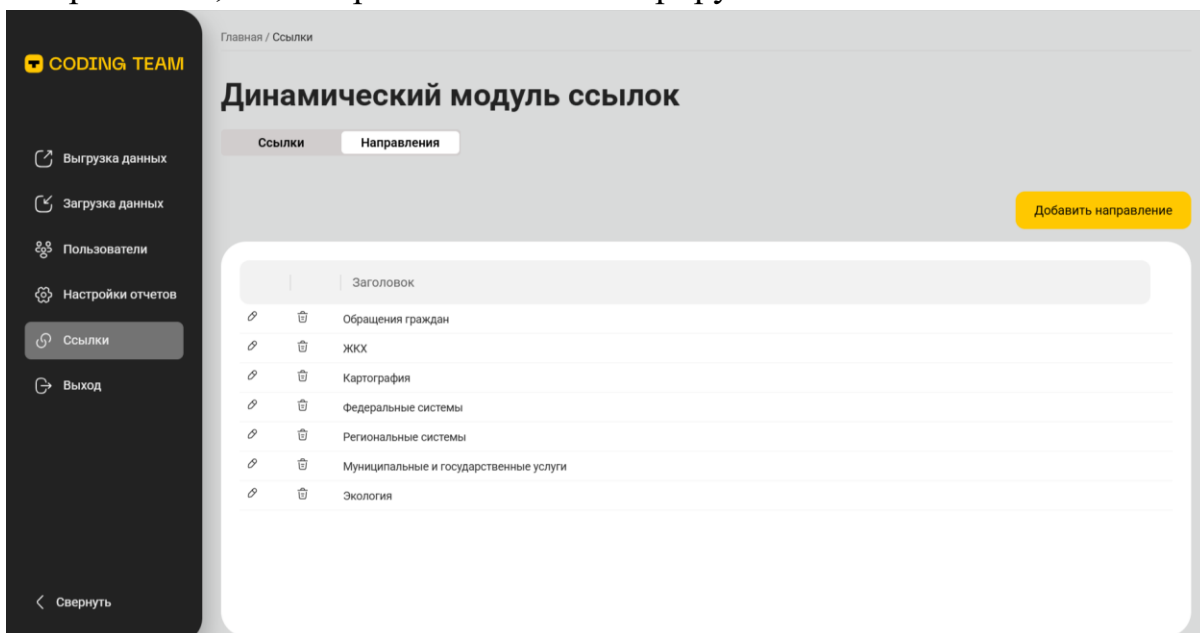 Главная / Ссылки
CODING TEAM
Динамический модуль ссылок
Ссылки
Направления
Выгрузка данных
Загрузка данных
Пользователи
Настройки отчетов
Ссылки
Выход
Свернуть
Добавить направление
Заголовок
Обращения граждан
ЖКХ
Картография
Федеральные системы
Региональные системы
Муниципальные и государственные услуги
Экология